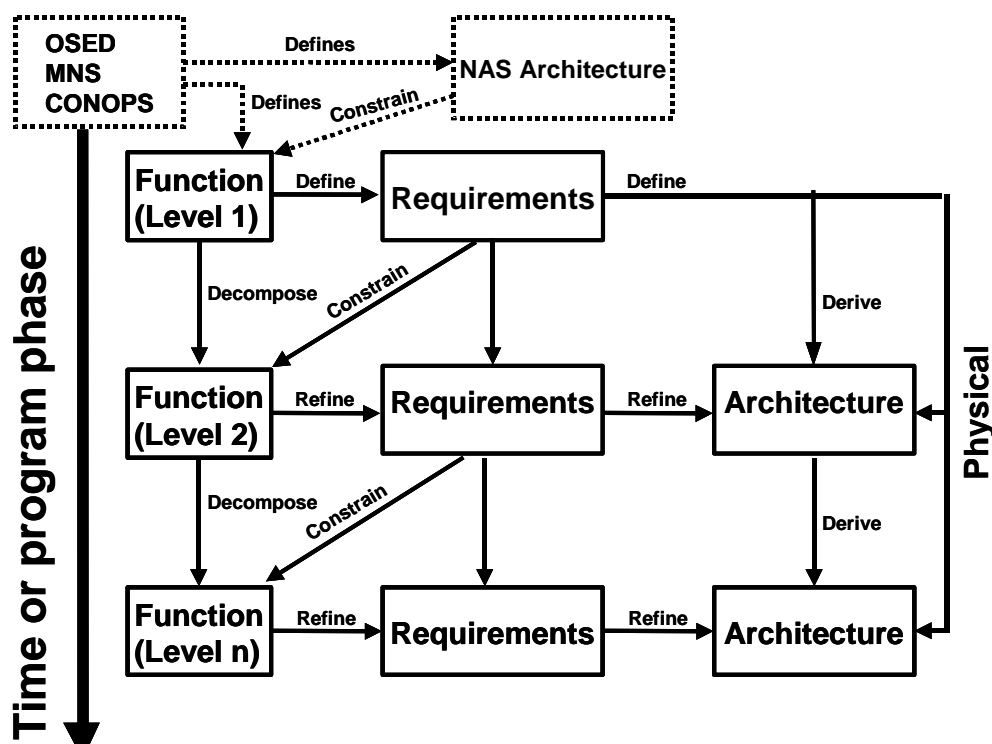 OSED
MNS
CONOPS
Defines
NAS Architecture
Defines
Constrain
Function
(Level 1)
Define
Requirements
Define
Decompose
Constrain
Derive
Function
(Level 2)
Refine
Requirements
Refine
Architecture
Decompose
Constrain
Derive
Function
(Level n)
Refine
Requirements
Refine
Architecture
Time or program phase
Physical